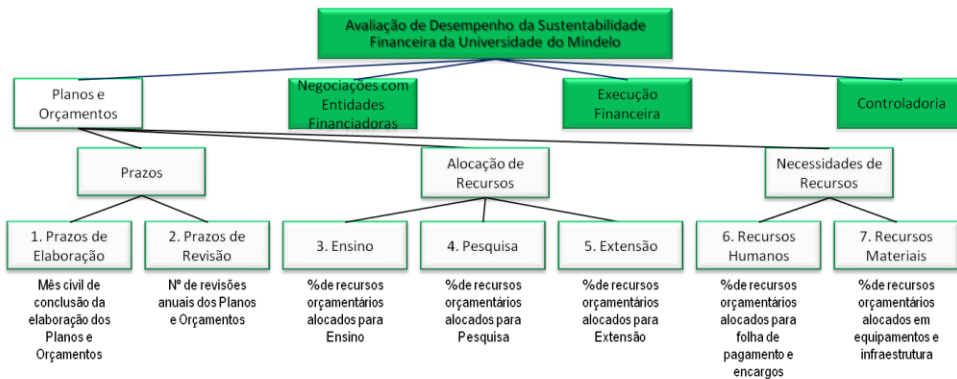 Avaliação de Desempenho da Sustentabilidade
Financeira da Universidade do Mindelo
Planos e
Orçamentos
Negociações com
Entidades
Financiadoras
Execução
Financeira
Controladoria
Prazos
Alocação de
Recursos
Necessidades de
Recursos
1. Prazos de
Elaboração
2. Prazos de
Revisão
3. Ensino
4. Pesquisa
5. Extensão
6. Recursos
Humanos
7. Recursos
Materiais
Mês civil de
conclusão da
elaboração dos
Planos e
Orçamentos
Nº de revisões
anuais dos Planos
e Orçamentos
%de recursos
orçamentários
alocados para
Ensino
%de recursos
orçamentários
alocados para
Pesquisa
%de recursos
orçamentários
alocados para
Extensão
%de recursos
orçamentários
alocados para
folha de
pagamento e
encargos
%de recursos
orçamentários
alocados em
equipamentos e
infraestrutura